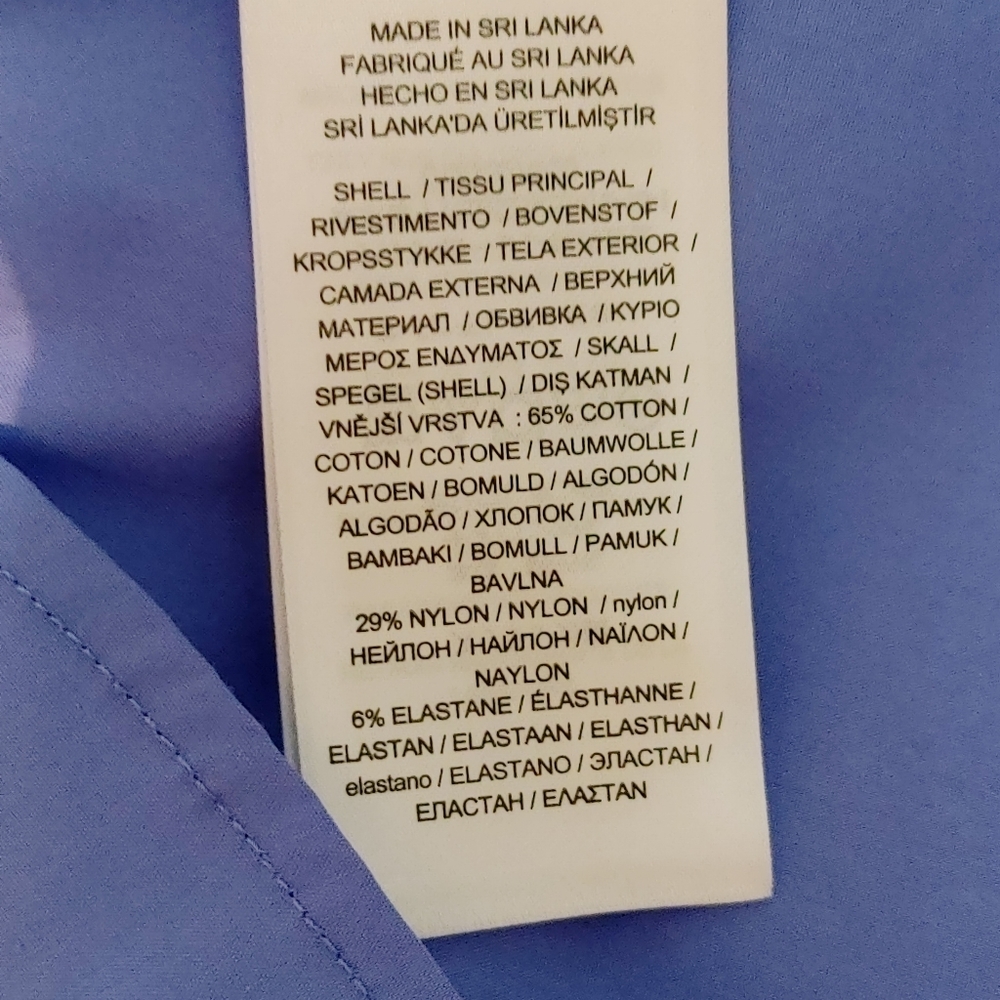 MADE IN SRI LANKA
FABRIQUÉ AU SRI LANKA
HECHO EN SRI LANKA
SRİ LANKA'DA ÜRETİLMİŞTİR
SHELL / TISSU PRINCIPAL /
RIVESTIMENTO / BOVENSTOF /
KROPSSTYKKE / TELA EXTERIOR /
CAMADA EXTERNA / ВЕРХНИЙ
МАТЕРИАЛ / ОБВИВКА / ΚΥΡΙΟ
ΜΕΡΟΣ ΕΝΔΥΜΑΤΟΣ / SKALL /
SPEGEL (SHELL) / DIŞ KATMAN /
VNĚJŠÍ VRSTVA : 65% COTTON /
COTON / COTONE / BAUMWOLLE /
KATOEN / BOMULD / ALGODÓN /
ALGODÃO / ХЛОПОК / ПАМУК /
BAMBAKI / BOMULL / PAMUK /
BAVLNA
29% NYLON / NYLON / nylon /
НЕЙЛОН / НАЙЛОН / ΝΑΪΛΟΝ /
NAYLON
6% ELASTANE / ÉLASTHANNE /
ELASTAN / ELASTAAN / ELASTHAN /
elastano / ELASTANO / ЭЛАСТАН /
ЕЛАСТАН / ΕΛΑΣΤΑΝ